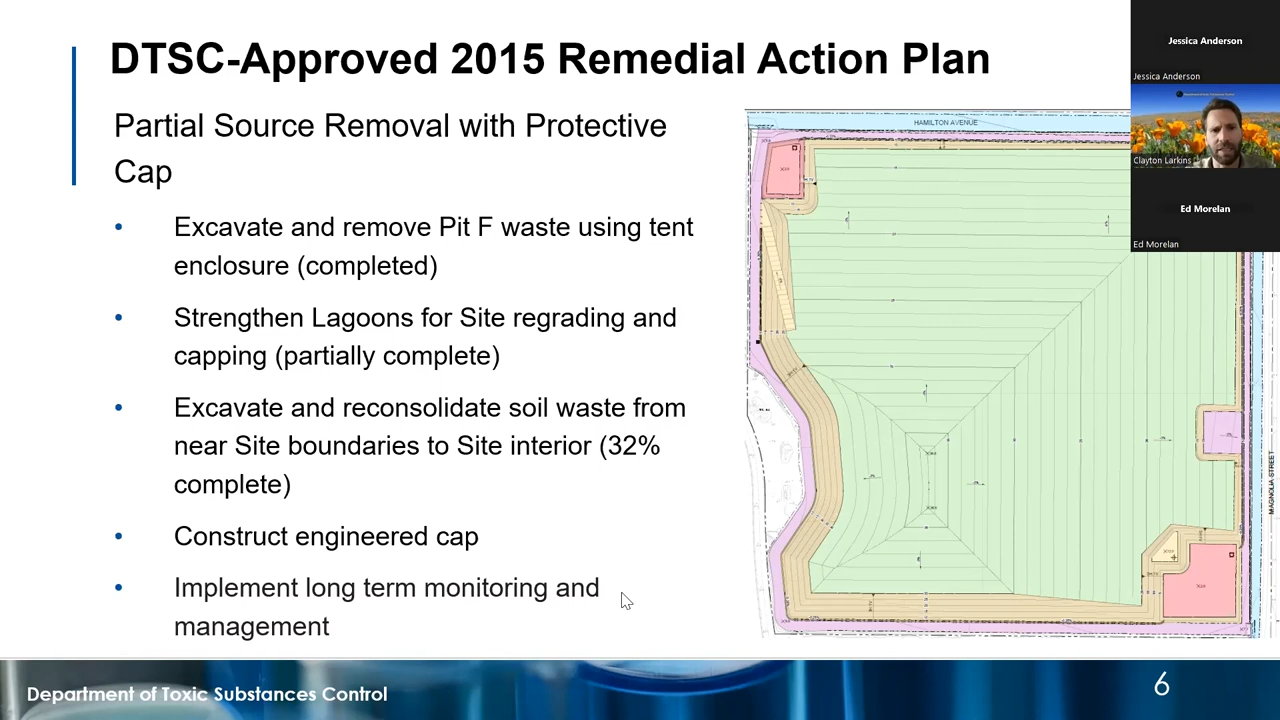 DTSC-Approved 2015 Remedial Action Plan
Partial Source Removal with Protective
Cap
• Excavate and remove Pit F waste using tent
enclosure (completed)
• Strengthen Lagoons for Site regrading and
capping (partially complete)
• Excavate and reconsolidate soil waste from
near Site boundaries to Site interior (32%
complete)
• Construct engineered cap
• Implement long term monitoring and
management
HAMILTON AVENUE
MAGNOLIA STREET
Jessica Anderson
Jessica Anderson
Clayton Larkins
Ed Morelan
Ed Morelan
Department of Toxic Substances Control
6